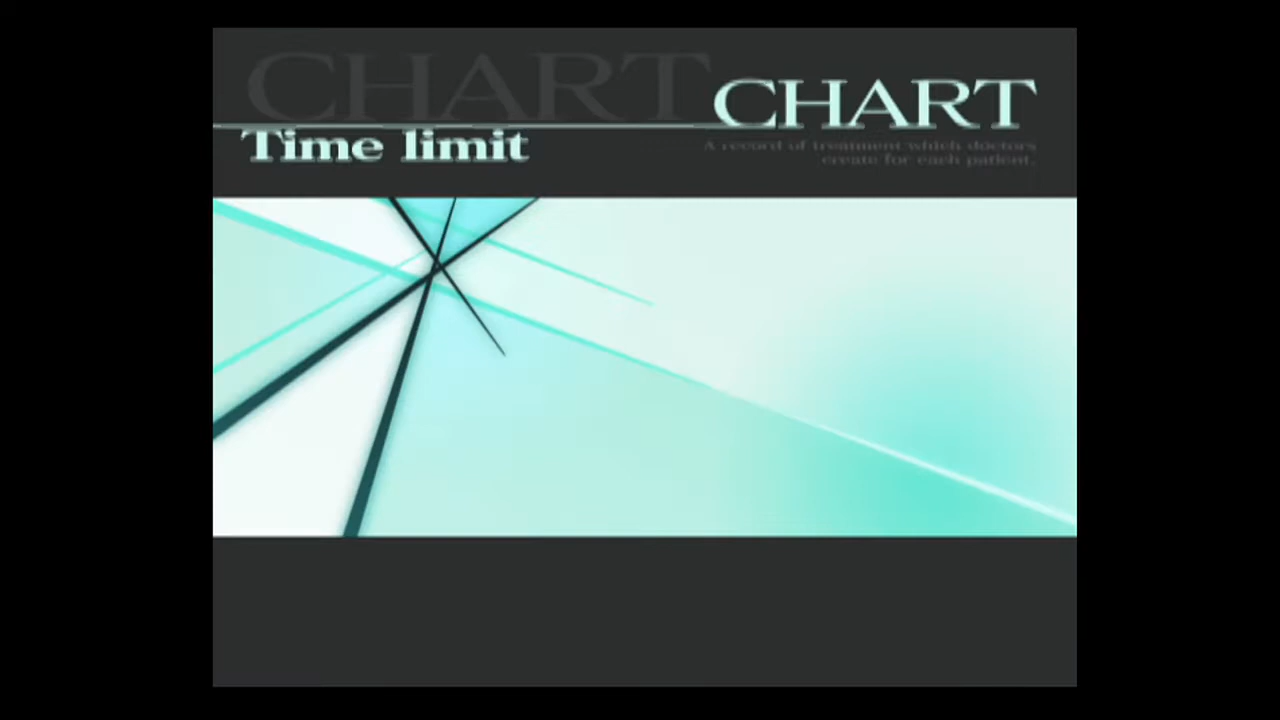 CHART
CHART
Time limit
A record of treatment which doctors
create for each patient.